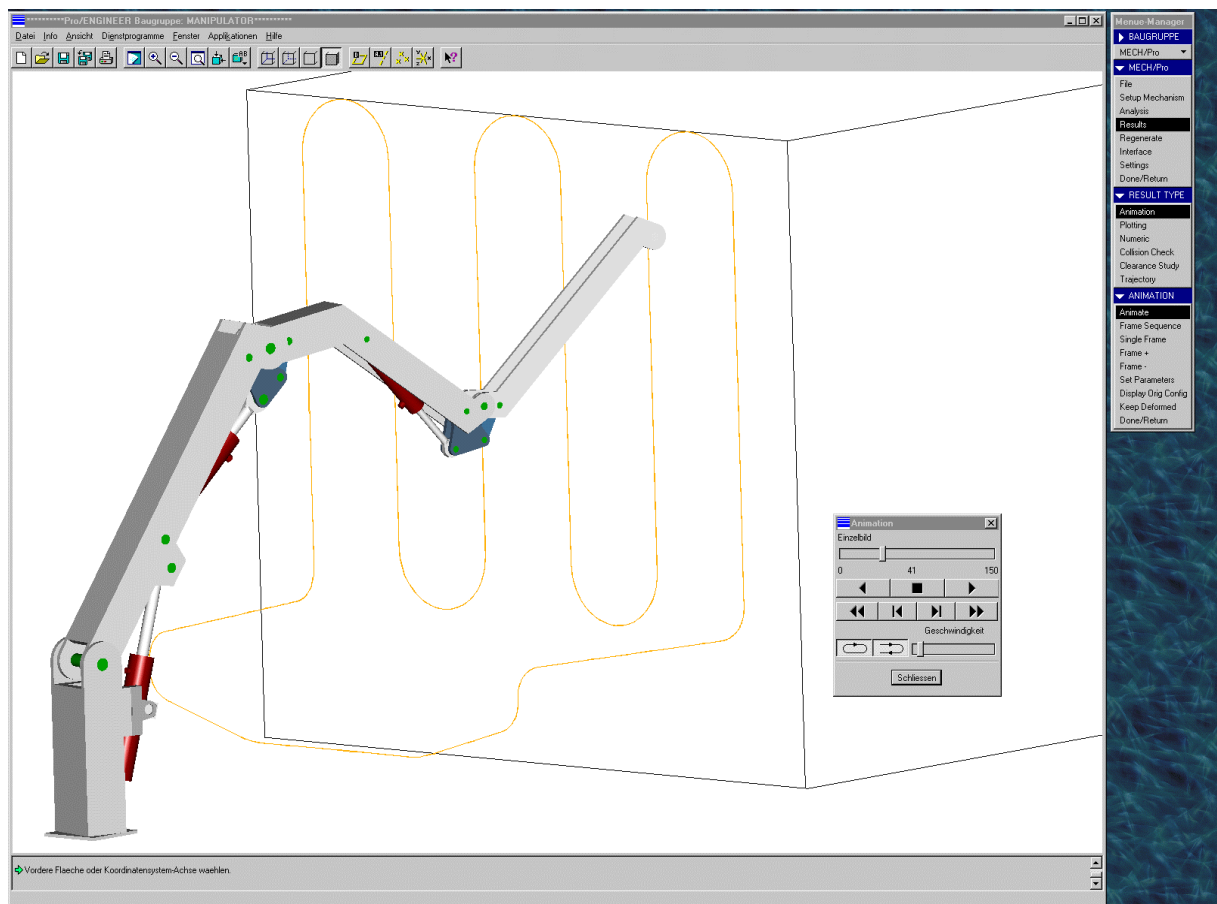 **********Pro/ENGINEER Baugruppe: MANIPULATOR**********
Datei Info Ansicht Dienstprogramme Fenster Applikationen Hilfe
Menue-Manager
BAUGRUPPE
MECH/Pro
MECH/Pro
File
Setup Mechanism
Analysis
Results
Regenerate
Interface
Settings
Done/Return
RESULT TYPE
Animation
Plotting
Numeric
Collision Check
Clearance Study
Trajectory
ANIMATION
Animate
Frame Sequence
Single Frame
Frame +
Frame -
Set Parameters
Display Orig Config
Keep Deformed
Done/Return
Animation
Einzelbild
0 41 150
Geschwindigkeit
Schliessen
Vordere Flaeche oder Koordinatensystem-Achse waehlen.